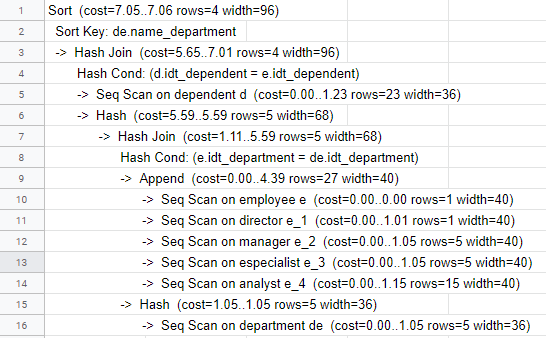 1 Sort (cost=7.05..7.06 rows=4 width=96)
2 Sort Key: de.name_department
3 -> Hash Join (cost=5.65..7.01 rows=4 width=96)
4 Hash Cond: (d.idt_dependent = e.idt_dependent)
5 -> Seq Scan on dependent d (cost=0.00..1.23 rows=23 width=36)
6 -> Hash (cost=5.59..5.59 rows=5 width=68)
7 -> Hash Join (cost=1.11..5.59 rows=5 width=68)
8 Hash Cond: (e.idt_department = de.idt_department)
9 -> Append (cost=0.00..4.39 rows=27 width=40)
10 -> Seq Scan on employee e (cost=0.00..0.00 rows=1 width=40)
11 -> Seq Scan on director e_1 (cost=0.00..1.01 rows=1 width=40)
12 -> Seq Scan on manager e_2 (cost=0.00..1.05 rows=5 width=40)
13 -> Seq Scan on especialist e_3 (cost=0.00..1.05 rows=5 width=40)
14 -> Seq Scan on analyst e_4 (cost=0.00..1.15 rows=15 width=40)
15 -> Hash (cost=1.05..1.05 rows=5 width=36)
16 -> Seq Scan on department de (cost=0.00..1.05 rows=5 width=36)